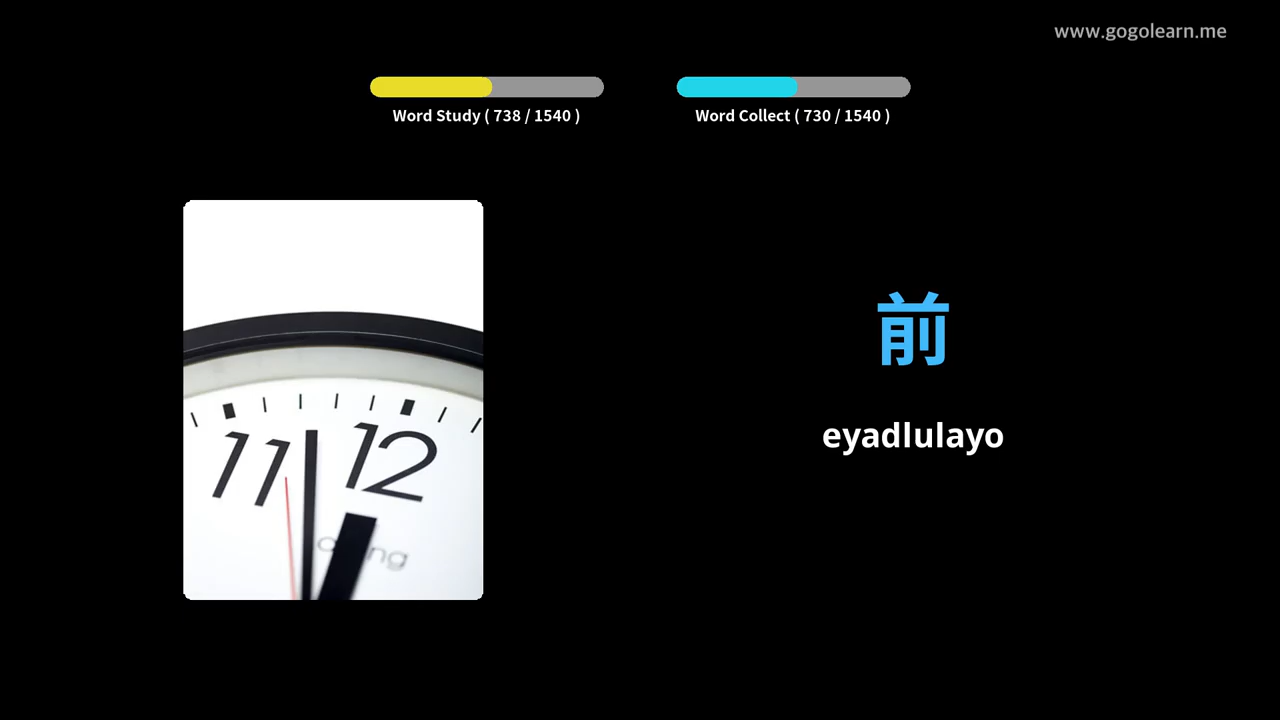 www.gogolearn.me
Word Study ( 738 / 1540 )
Word Collect ( 730 / 1540 )
前
eyadlulayo
11 12